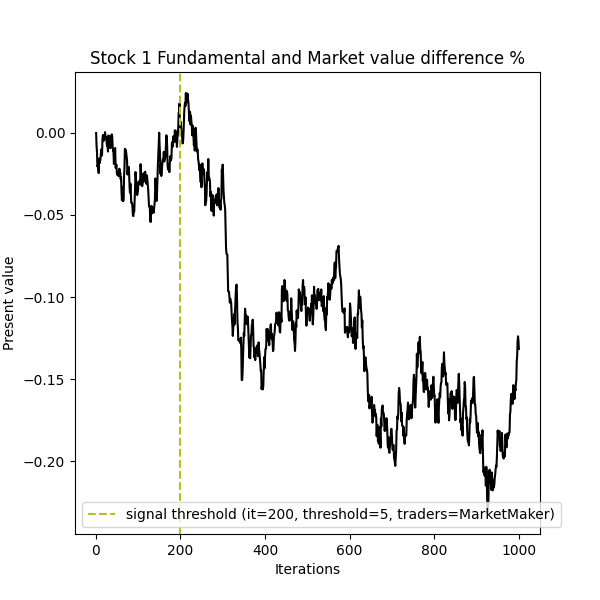 Stock 1 Fundamental and Market value difference %
0.00
−0.05
−0.10
−0.15
−0.20
Present value
signal threshold (it=200, threshold=5, traders=MarketMaker)
0 200 400 600 800 1000
Iterations